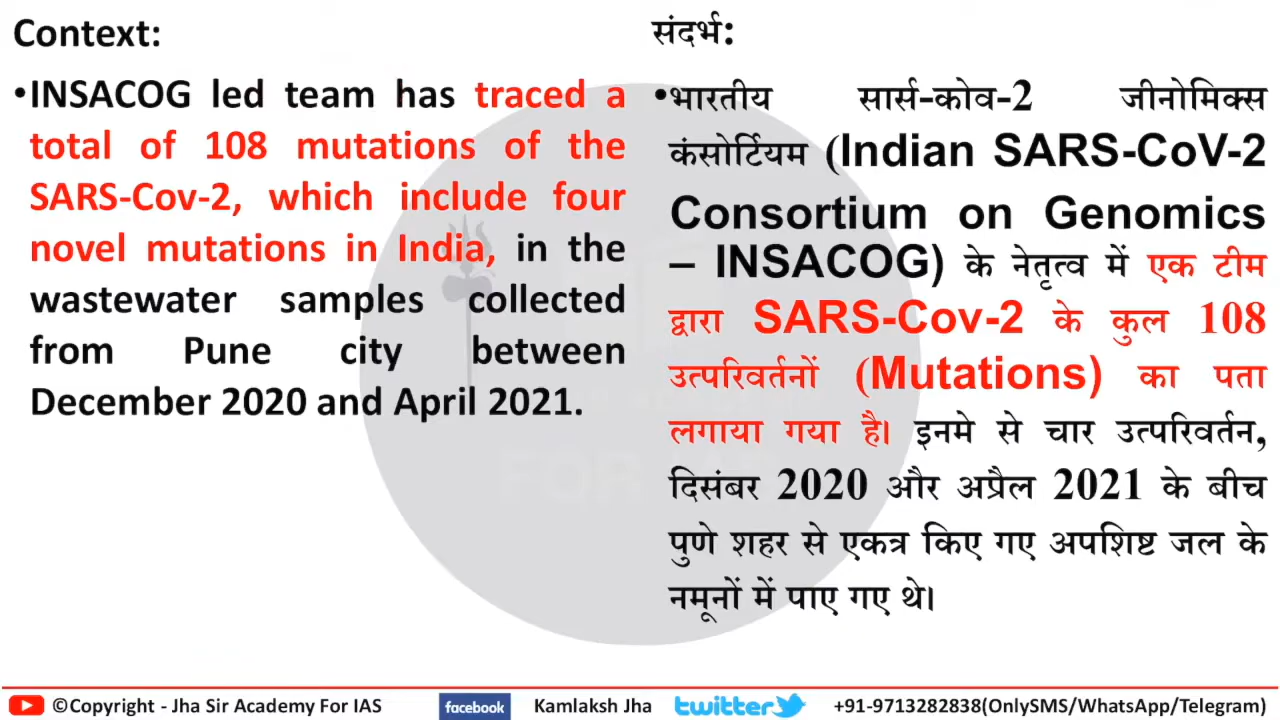 Context:
•INSACOG led team has traced a
total of 108 mutations of the
SARS-Cov-2, which include four
novel mutations in India, in the
wastewater samples collected
from Pune city between
December 2020 and April 2021.
संदर्भ:
•भारतीय सार्स-कोव-2 जीनोमिक्स
कंसोर्टियम (Indian SARS-CoV-2
Consortium on Genomics
– INSACOG) के नेतृत्व में एक टीम
द्वारा SARS-Cov-2 के कुल 108
उत्परिवर्तनों (Mutations) का पता
लगाया गया है। इनमे से चार उत्परिवर्तन,
दिसंबर 2020 और अप्रैल 2021 के बीच
पुणे शहर से एकत्र किए गए अपशिष्ट जल के
नमूनों में पाए गए थे।
FOR IAS
©Copyright - Jha Sir Academy For IAS facebook Kamlaksh Jha twitter +91-9713282838(OnlySMS/WhatsApp/Telegram)